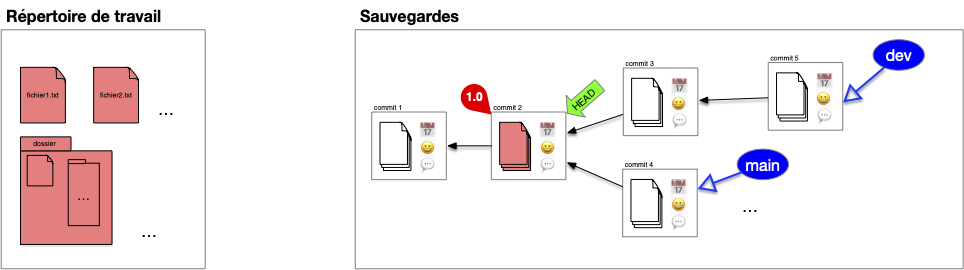 Répertoire de travail
fichier1.txt
fichier2.txt
...
dossier
...
...
Sauvegardes
commit 1
17
1.0
commit 2
17
HEAD
commit 3
17
commit 5
17
dev
commit 4
17
main
...